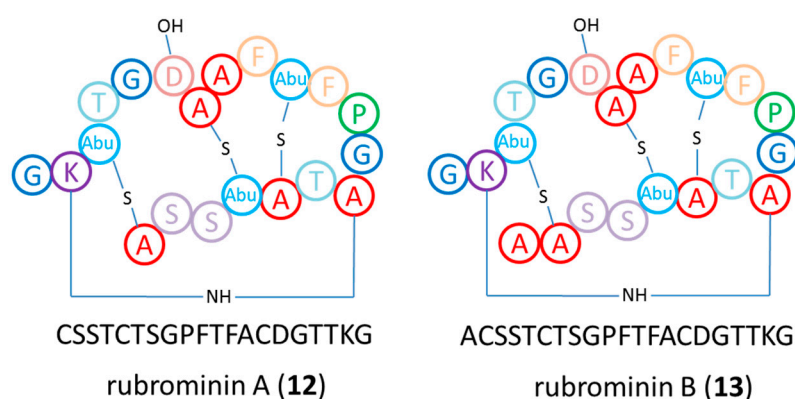 OH
T G D A A F Abu F P
G K Abu S S G
S S S Abu A T A
A
NH
CSSTCTSGPFTFACDGTTKG
rubrominin A (12)
OH
T G D A A F Abu F P
G K Abu S S G
S S S Abu A T A
A A
NH
ACSSTCTSGPFTFACDGTTKG
rubrominin B (13)